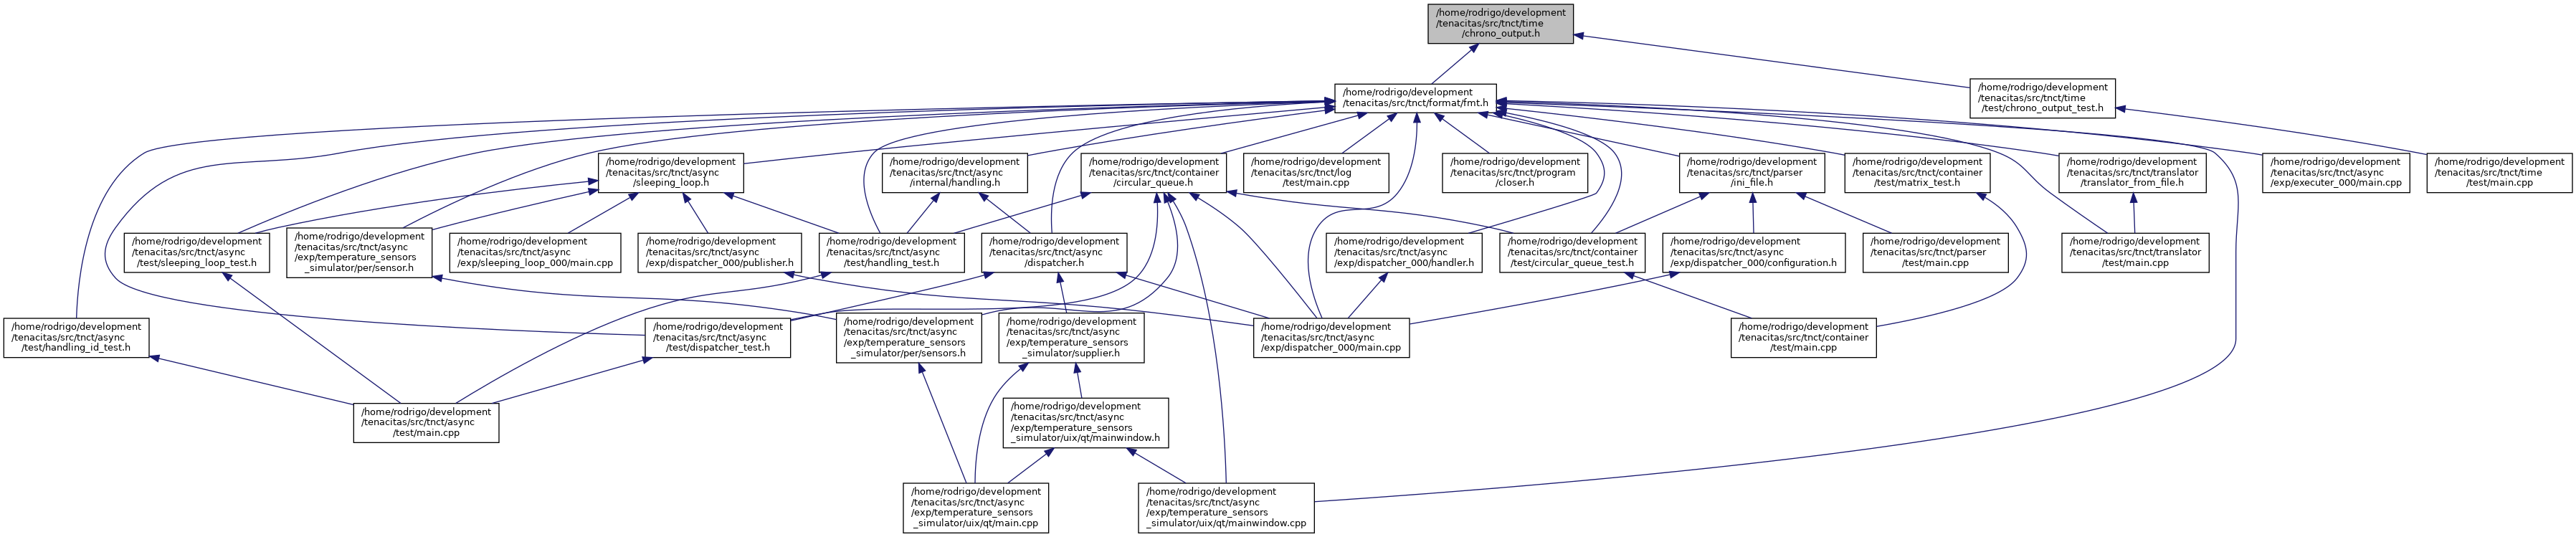 /home/rodrigo/development
/tenacitas/src/tnct/time
/chrono_output.h
/home/rodrigo/development
/tenacitas/src/tnct/format/fmt.h
/home/rodrigo/development
/tenacitas/src/tnct/time
/test/chrono_output_test.h
/home/rodrigo/development
/tenacitas/src/tnct/async
/sleeping_loop.h
/home/rodrigo/development
/tenacitas/src/tnct/async
/internal/handling.h
/home/rodrigo/development
/tenacitas/src/tnct/container
/circular_queue.h
/home/rodrigo/development
/tenacitas/src/tnct/log
/test/main.cpp
/home/rodrigo/development
/tenacitas/src/tnct/program
/closer.h
/home/rodrigo/development
/tenacitas/src/tnct/parser
/ini_file.h
/home/rodrigo/development
/tenacitas/src/tnct/container
/test/matrix_test.h
/home/rodrigo/development
/tenacitas/src/tnct/translator
/translator_from_file.h
/home/rodrigo/development
/tenacitas/src/tnct/async
/exp/executer_000/main.cpp
/home/rodrigo/development
/tenacitas/src/tnct/time
/test/main.cpp
/home/rodrigo/development
/tenacitas/src/tnct/async
/test/sleeping_loop_test.h
/home/rodrigo/development
/tenacitas/src/tnct/async
/exp/temperature_sensors
_simulator/per/sensor.h
/home/rodrigo/development
/tenacitas/src/tnct/async
/exp/sleeping_loop_000/main.cpp
/home/rodrigo/development
/tenacitas/src/tnct/async
/exp/dispatcher_000/publisher.h
/home/rodrigo/development
/tenacitas/src/tnct/async
/test/handling_test.h
/home/rodrigo/development
/tenacitas/src/tnct/async
/dispatcher.h
/home/rodrigo/development
/tenacitas/src/tnct/async
/exp/dispatcher_000/handler.h
/home/rodrigo/development
/tenacitas/src/tnct/container
/test/circular_queue_test.h
/home/rodrigo/development
/tenacitas/src/tnct/async
/exp/dispatcher_000/configuration.h
/home/rodrigo/development
/tenacitas/src/tnct/parser
/test/main.cpp
/home/rodrigo/development
/tenacitas/src/tnct/translator
/test/main.cpp
/home/rodrigo/development
/tenacitas/src/tnct/async
/test/handling_id_test.h
/home/rodrigo/development
/tenacitas/src/tnct/async
/test/dispatcher_test.h
/home/rodrigo/development
/tenacitas/src/tnct/async
/exp/temperature_sensors
_simulator/per/sensors.h
/home/rodrigo/development
/tenacitas/src/tnct/async
/exp/temperature_sensors
_simulator/supplier.h
/home/rodrigo/development
/tenacitas/src/tnct/async
/exp/dispatcher_000/main.cpp
/home/rodrigo/development
/tenacitas/src/tnct/container
/test/main.cpp
/home/rodrigo/development
/tenacitas/src/tnct/async
/test/main.cpp
/home/rodrigo/development
/tenacitas/src/tnct/async
/exp/temperature_sensors
_simulator/uix/qt/mainwindow.h
/home/rodrigo/development
/tenacitas/src/tnct/async
/exp/temperature_sensors
_simulator/uix/qt/main.cpp
/home/rodrigo/development
/tenacitas/src/tnct/async
/exp/temperature_sensors
_simulator/uix/qt/mainwindow.cpp